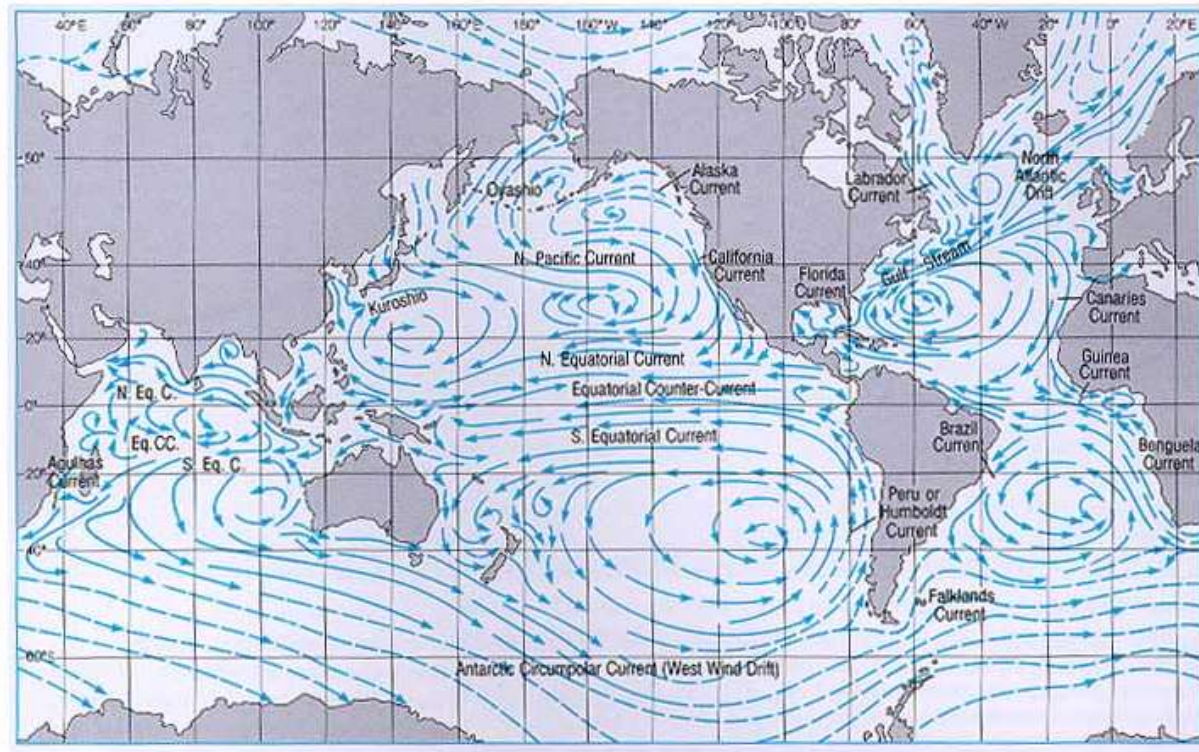 40°E 60° 80° 100° 120° 140° 160°E 180° 160°W 140° 120° 100° 80° 60° 40°W 20° 0° 20°E
60°
Oyashio
Alaska
Current
Labrador
Current
North
Atlantic
Drift
40°
N. Pacific Current
California
Current
Florida
Current
Gulf Stream
Canaries
Current
Kuroshio
20°
N. Equatorial Current
Guinea
Current
Equatorial Counter-Current
N. Eq. C.
0°
Eq.CC.
S. Equatorial Current
Brazil
Current
Benguela
Current
Agulhas
Current
S. Eq. C.
20°
Peru or
Humboldt
Current
40°
Falklands
Current
60°S
Antarctic Circumpolar Current (West Wind Drift)